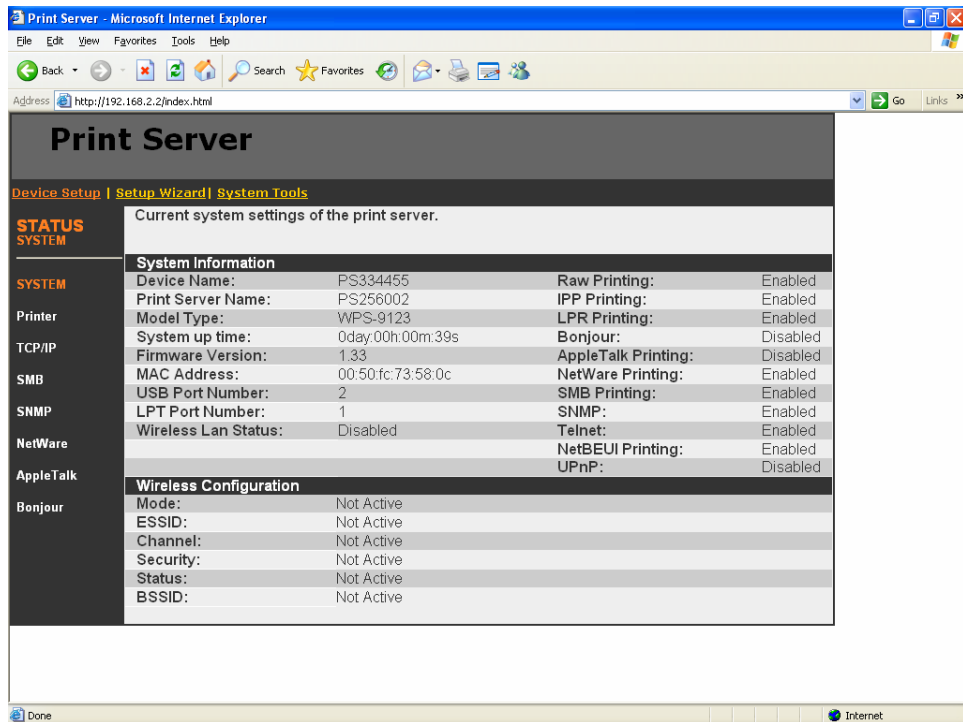 Print Server - Microsoft Internet Explorer
File Edit View Favorites Tools Help
Back Search Favorites
Address http://192.168.2.2/index.html Go Links »
Print Server
Device Setup | Setup Wizard| System Tools
STATUS
SYSTEM
SYSTEM
Printer
TCP/IP
SMB
SNMP
NetWare
AppleTalk
Bonjour
Current system settings of the print server.
System Information
Device Name: PS334455 Raw Printing: Enabled
Print Server Name: PS256002 IPP Printing: Enabled
Model Type: WPS-9123 LPR Printing: Enabled
System up time: 0day:00h:00m:39s Bonjour: Disabled
Firmware Version: 1.33 AppleTalk Printing: Disabled
MAC Address: 00:50:fc:73:58:0c NetWare Printing: Enabled
USB Port Number: 2 SMB Printing: Enabled
LPT Port Number: 1 SNMP: Enabled
Wireless Lan Status: Disabled Telnet: Enabled
NetBEUI Printing: Enabled
UPnP: Disabled
Wireless Configuration
Mode: Not Active
ESSID: Not Active
Channel: Not Active
Security: Not Active
Status: Not Active
BSSID: Not Active
Done Internet